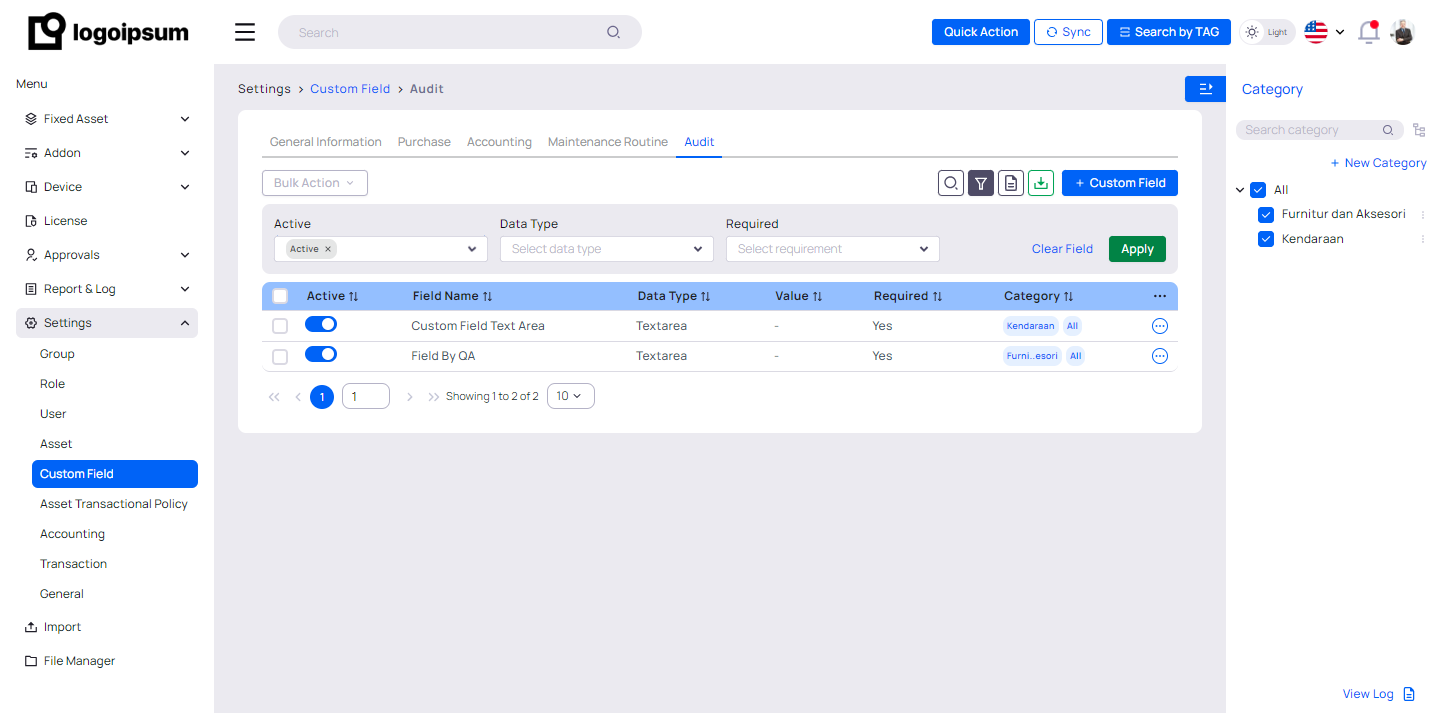 logoipsum
Search
Quick Action
Sync
Search by TAG
Light
Menu
Fixed Asset
Addon
Device
License
Approvals
Report & Log
Settings
Group
Role
User
Asset
Custom Field
Asset Transactional Policy
Accounting
Transaction
General
Import
File Manager
Settings > Custom Field > Audit
General Information Purchase Accounting Maintenance Routine Audit
Bulk Action
+ Custom Field
Active Data Type Required
Active × Select data type Select requirement Clear Field Apply
Active Field Name Data Type Value Required Category
Custom Field Text Area Textarea - Yes Kendaraan All
Field By QA Textarea - Yes Furni..esori All
1 1 Showing 1 to 2 of 2 10
Category
Search category
+ New Category
All
Furnitur dan Aksesori
Kendaraan
View Log